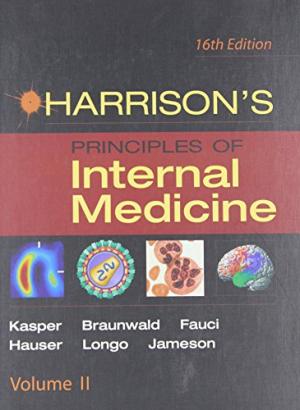 16th Edition
HARRISON'S
PRINCIPLES OF
Internal
Medicine
Kasper Braunwald Fauci
Hauser Longo Jameson
Volume II